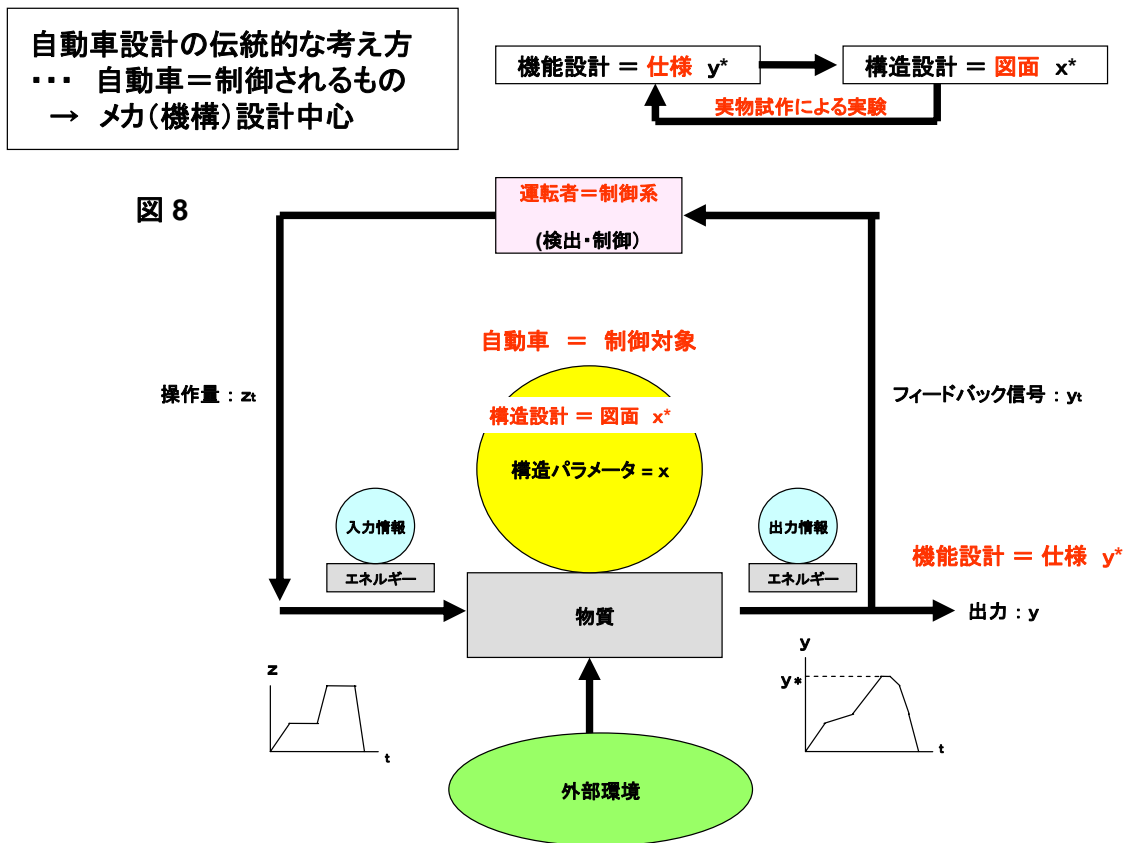 自動車設計の伝統的な考え方
・・・ 自動車＝制御されるもの
→ メカ（機構）設計中心
機能設計 ＝ 仕様 y*
構造設計 ＝ 図面 x*
実物試作による実験
図 8
運転者＝制御系
(検出・制御）
自動車 ＝ 制御対象
操作量 ： zt
構造設計 ＝ 図面 x*
フィードバック信号 ： yt
構造パラメータ = x
入力情報
出力情報
エネルギー
エネルギー
機能設計 ＝ 仕様 y*
物質
出力 ： y
z
t
y
y*
t
外部環境